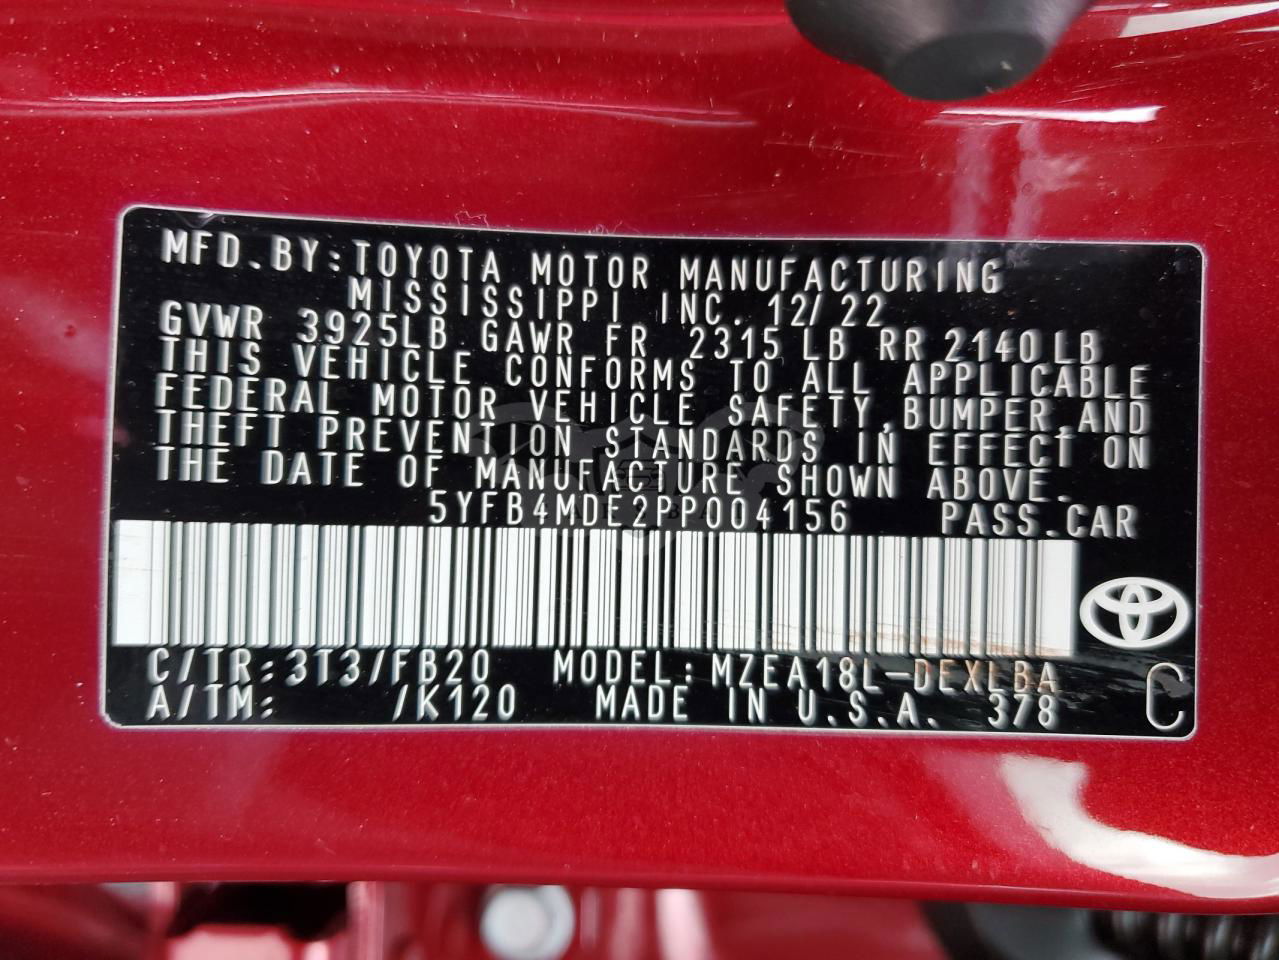 MFD.BY:TOYOTA MOTOR MANUFACTURING
MISSISSIPPI INC. 12/22
GVWR 3925LB GAWR FR 2315LB RR 2140LB
THIS VEHICLE CONFORMS TO ALL APPLICABLE
FEDERAL MOTOR VEHICLE SAFETY,BUMPER,AND
THEFT PREVENTION STANDARDS IN EFFECT ON
THE DATE OF MANUFACTURE SHOWN ABOVE.
5YFB4MDE2PP004156 PASS.CAR
C/TR:3T3/FB20 MODEL:MZEA18L-DEXLBA
A/TM: /K120 MADE IN U.S.A. 378
C